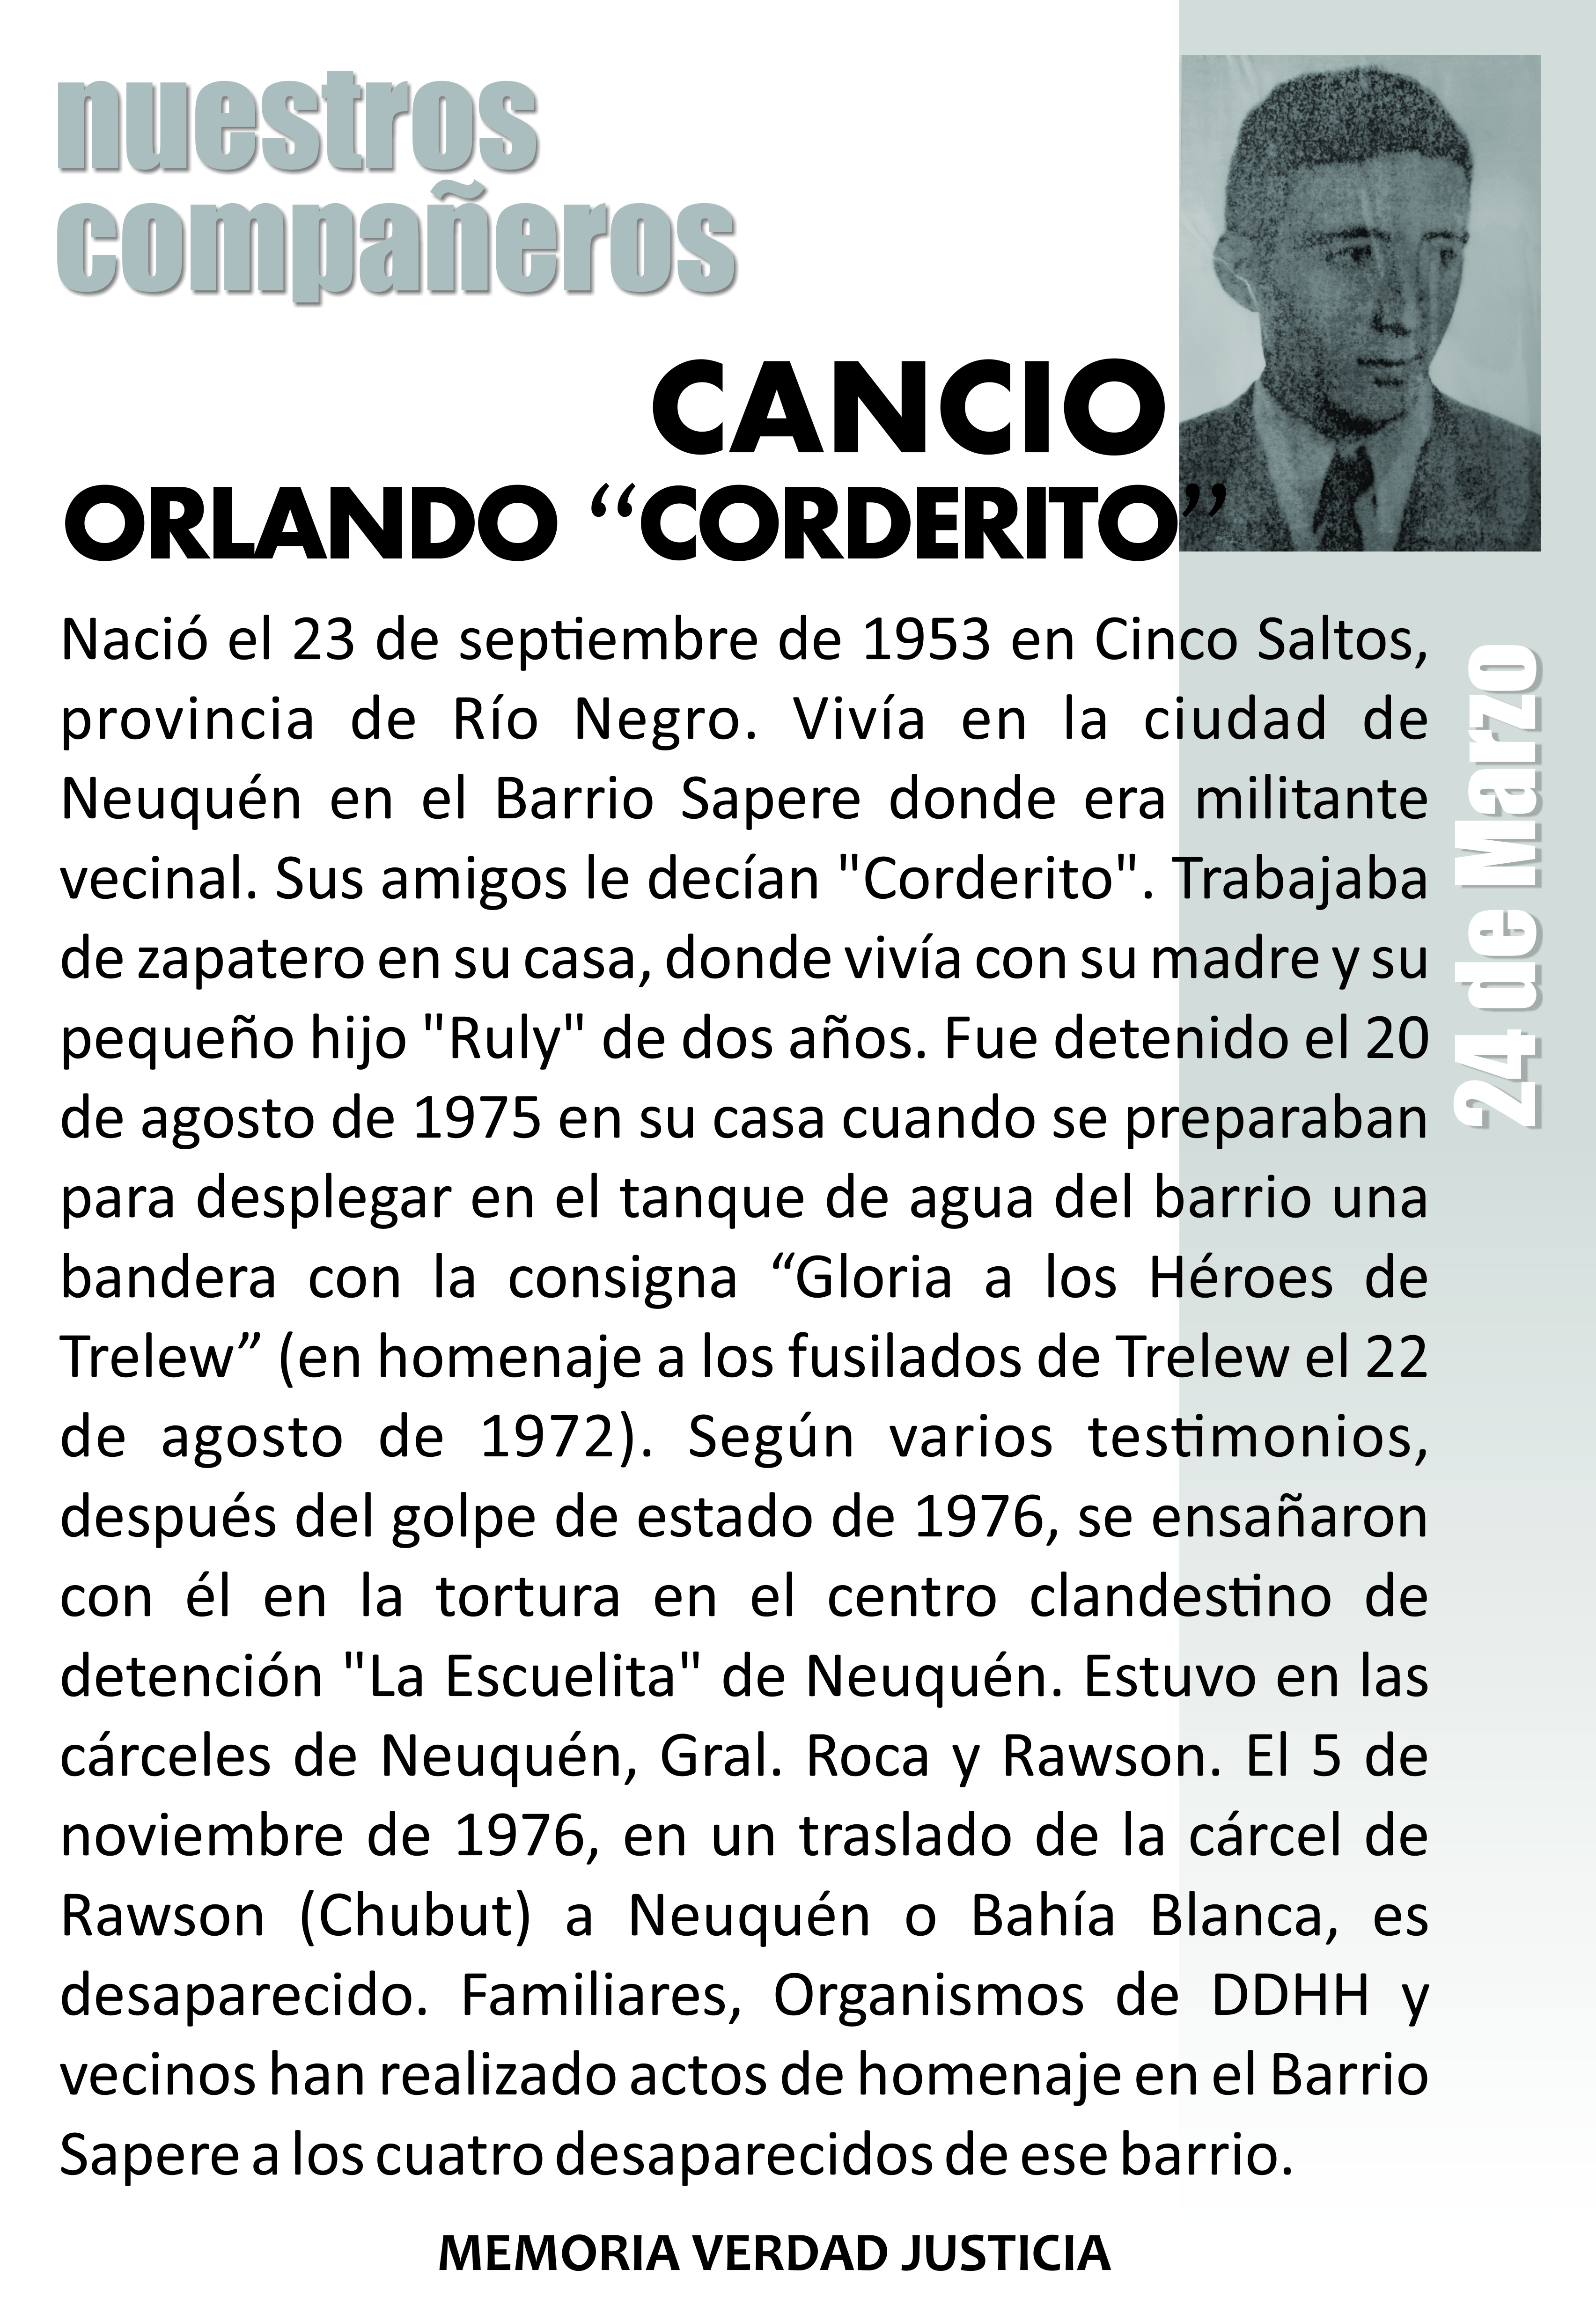 nuestros
compañeros
CANCIO
ORLANDO “CORDERITO”
Nació el 23 de septiembre de 1953 en Cinco Saltos,
provincia de Río Negro. Vivía en la ciudad de
Neuquén en el Barrio Sapere donde era militante
vecinal. Sus amigos le decían "Corderito". Trabajaba
de zapatero en su casa, donde vivía con su madre y su
pequeño hijo "Ruly" de dos años. Fue detenido el 20
de agosto de 1975 en su casa cuando se preparaban
para desplegar en el tanque de agua del barrio una
bandera con la consigna “Gloria a los Héroes de
Trelew” (en homenaje a los fusilados de Trelew el 22
de agosto de 1972). Según varios testimonios,
después del golpe de estado de 1976, se ensañaron
con él en la tortura en el centro clandestino de
detención "La Escuelita" de Neuquén. Estuvo en las
cárceles de Neuquén, Gral. Roca y Rawson. El 5 de
noviembre de 1976, en un traslado de la cárcel de
Rawson (Chubut) a Neuquén o Bahía Blanca, es
desaparecido. Familiares, Organismos de DDHH y
vecinos han realizado actos de homenaje en el Barrio
Sapere a los cuatro desaparecidos de ese barrio.
MEMORIA VERDAD JUSTICIA
24 de Marzo